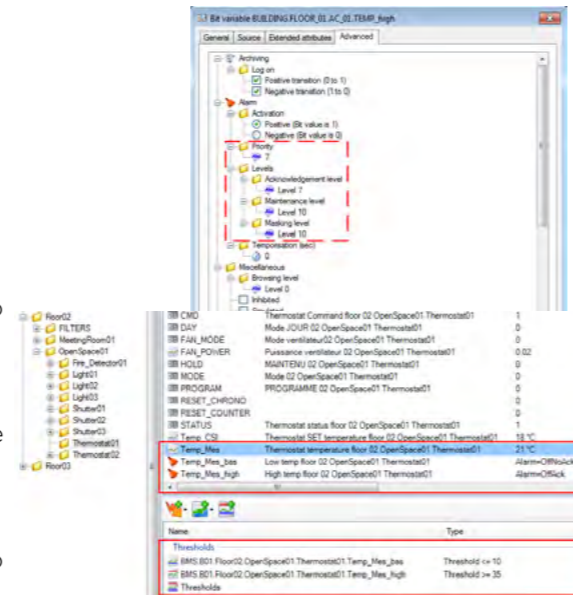 Bit variable BUILDING.FLOOR_01.AC_01.TEMP_high
General Source Extended attributes Advanced
Archiving
Log on
Positive transition (0 to 1)
Negative transition (1 to 0)
Alarm
Activation
Positive (Bit value is 1)
Negative (Bit value is 0)
Priority
7
Levels
Acknowledgement level
Level 7
Maintenance level
Level 10
Masking level
Level 10
Temporisation (sec)
0
Miscellaneous
Browsing level
Level 0
Inhibited
Floor02
FILTERS
MeetingRoom01
OpenSpace01
Fire_Detector01
Light01
Light02
Light03
Shutter01
Shutter02
Shutter03
Thermostat01
Thermostat02
Floor03
CMD Thermostat Command floor 02 OpenSpace01 Thermostat01 1
DAY Mode JOUR 02 OpenSpace01 Thermostat01 0
FAN_MODE Mode ventilateur02 OpenSpace01 Thermostat01 0
FAN_POWER Puissance ventilateur 02 OpenSpace01 Thermostat01 0.02
HOLD MAINTENU 02 OpenSpace01 Thermostat01 0
MODE Mode 02 OpenSpace01 Thermostat01 0
PROGRAM PROGRAMME 02 OpenSpace01 Thermostat01 0
RESET_CHRONO 0
RESET_COUNTER 0
STATUS Thermostat status floor 02 OpenSpace01 Thermostat01 1
Temp_CSI Thermostat SET temperature floor 02 OpenSpace01 Thermostat01 18 °C
Temp_Mes Thermostat temperature floor 02 OpenSpace01 Thermostat01 21 °C
Temp_Mes_bas Low temp floor 02 OpenSpace01 Thermostat01 Alarm=OffNoAck
Temp_Mes_high High temp floor 02 OpenSpace01 Thermostat01 Alarm=OffAck
Name Type
Thresholds
BMS.B01.Floor02.OpenSpace01.Thermostat01.Temp_Mes_bas Threshold <= 10
BMS.B01.Floor02.OpenSpace01.Thermostat01.Temp_Mes_high Threshold >= 35
Thresholds